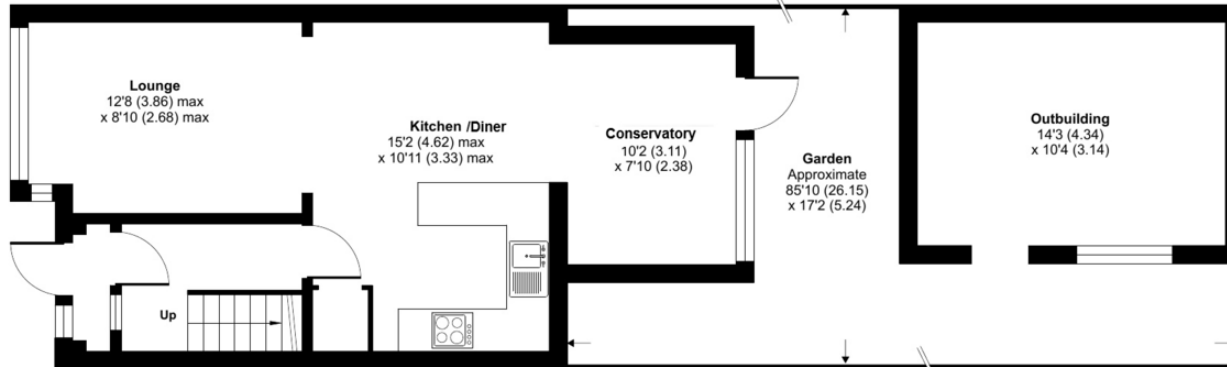 Lounge
12'8 (3.86) max
x 8'10 (2.68) max
Kitchen /Diner
15'2 (4.62) max
x 10'11 (3.33) max
Conservatory
10'2 (3.11)
x 7'10 (2.38)
Garden
Approximate
85'10 (26.15)
x 17'2 (5.24)
Outbuilding
14'3 (4.34)
x 10'4 (3.14)
Up